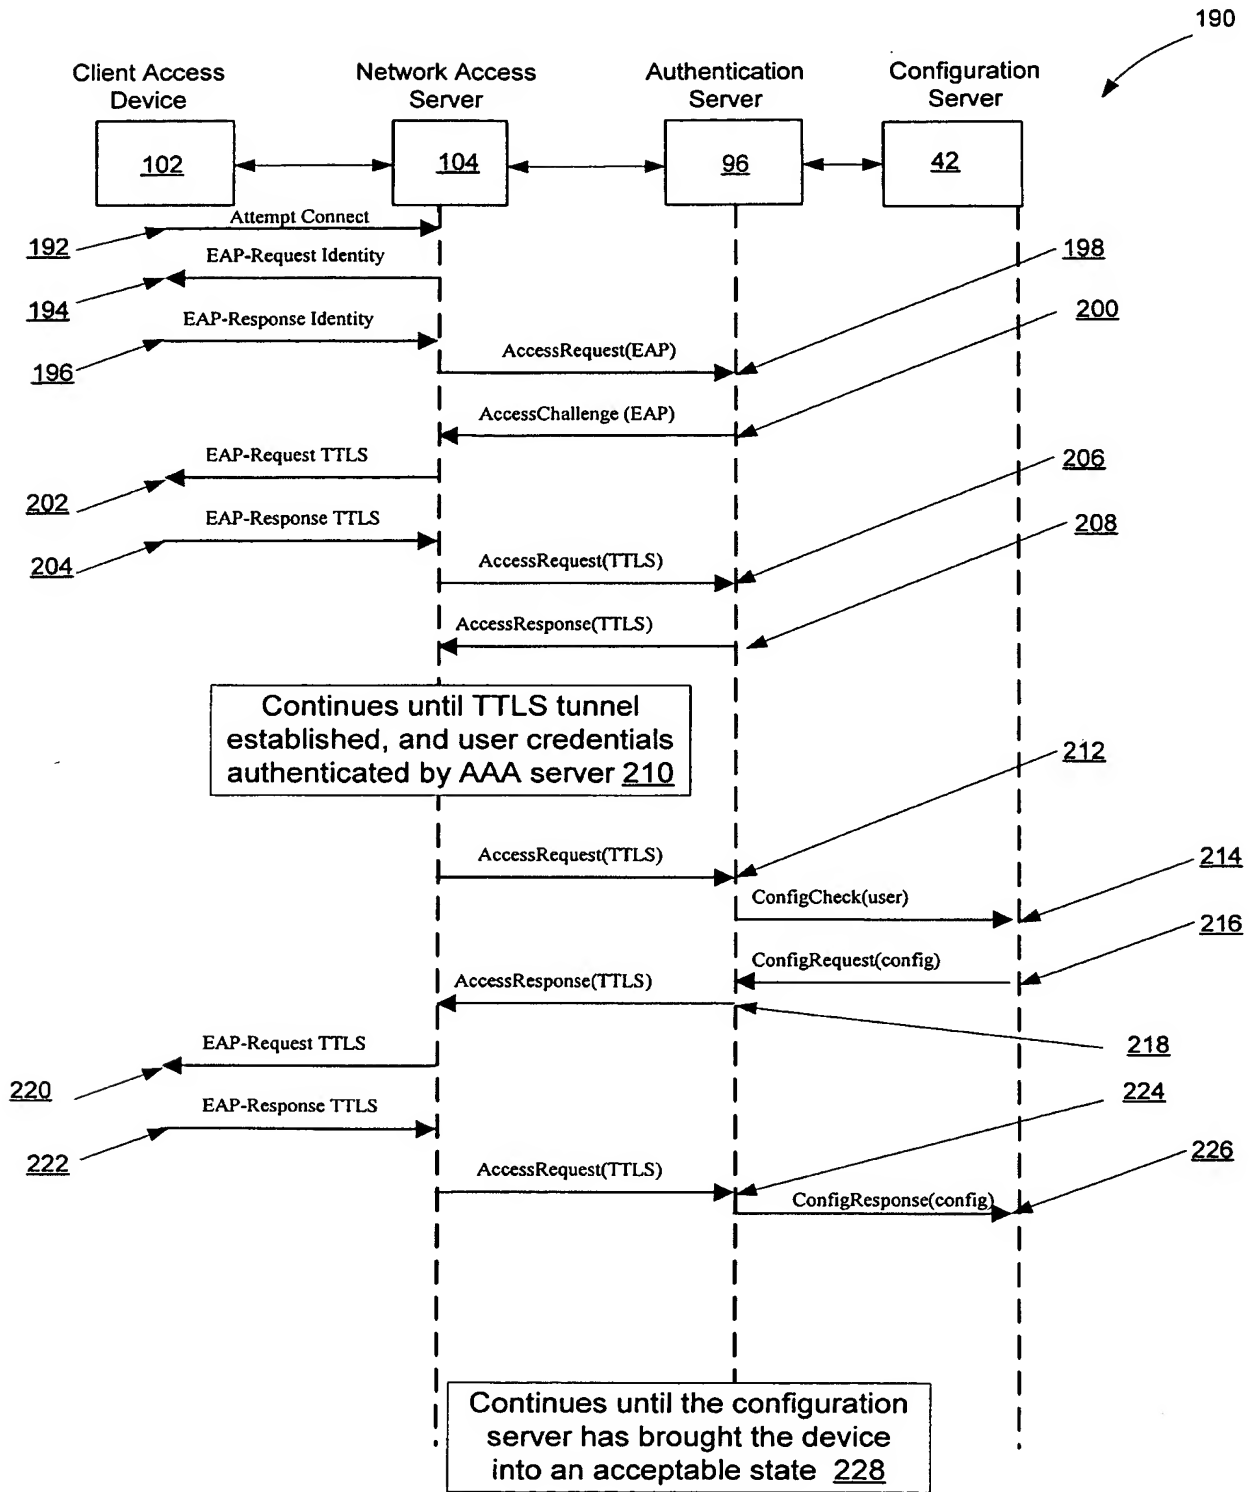 190
Client Access
Device
Network Access
Server
Authentication
Server
Configuration
Server
102
104
96
42
Attempt Connect
192
EAP-Request Identity
194
198
EAP-Response Identity
196
200
AccessRequest(EAP)
AccessChallenge (EAP)
EAP-Request TTLS
202
206
EAP-Response TTLS
204
208
AccessRequest(TTLS)
AccessResponse(TTLS)
Continues until TTLS tunnel
established, and user credentials
authenticated by AAA server 210
212
AccessRequest(TTLS)
214
ConfigCheck(user)
216
ConfigRequest(config)
AccessResponse(TTLS)
218
EAP-Request TTLS
220
224
EAP-Response TTLS
222
226
AccessRequest(TTLS)
ConfigResponse(config)
Continues until the configuration
server has brought the device
into an acceptable state 228